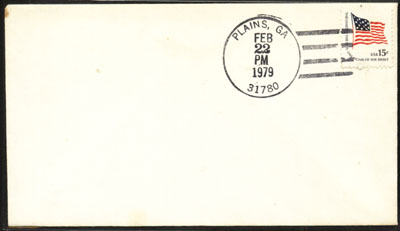 PLAINS, GA
FEB
22
PM
1979
31780
USA 15c